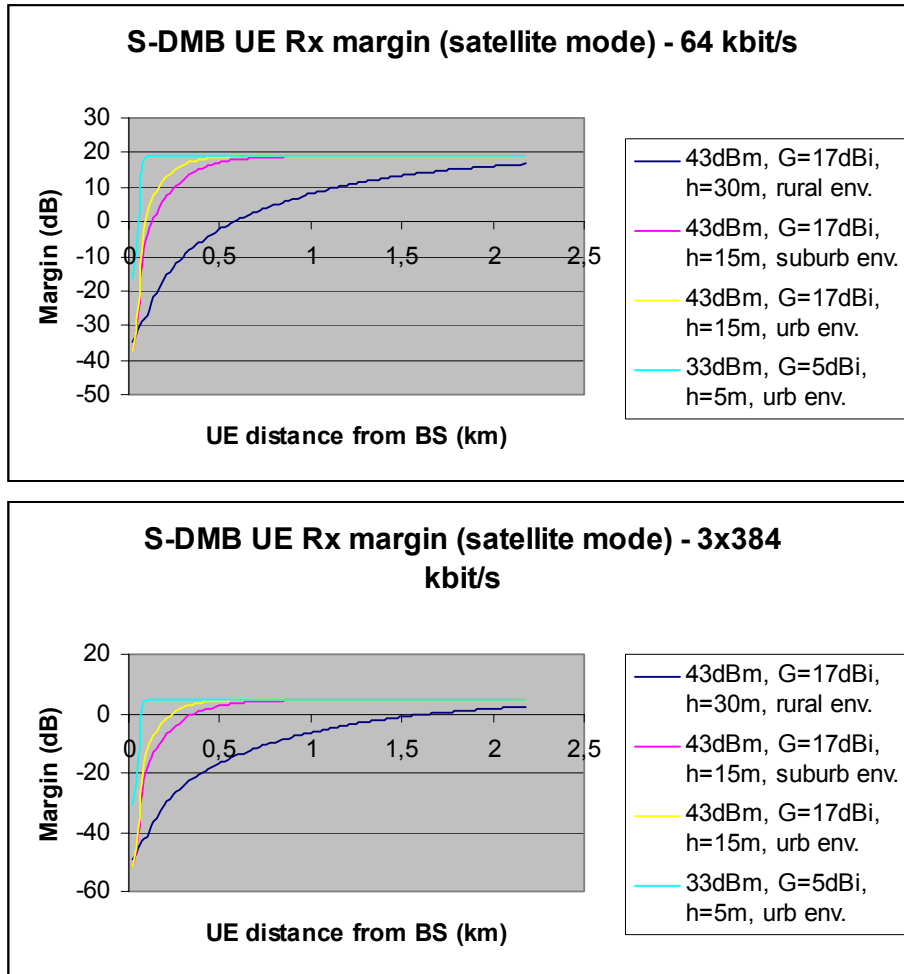 S-DMB UE Rx margin (satellite mode) - 64 kbit/s
30
20
10
0
-10
-20
-30
-40
-50
0
0,5
1
1,5
2
2,5
Margin (dB)
UE distance from BS (km)
43dBm, G=17dBi,
h=30m, rural env.
43dBm, G=17dBi,
h=15m, suburb env.
43dBm, G=17dBi,
h=15m, urb env.
33dBm, G=5dBi,
h=5m, urb env.
S-DMB UE Rx margin (satellite mode) - 3x384
kbit/s
20
0
-20
-40
-60
0
0,5
1
1,5
2
2,5
Margin (dB)
UE distance from BS (km)
43dBm, G=17dBi,
h=30m, rural env.
43dBm, G=17dBi,
h=15m, suburb env.
43dBm, G=17dBi,
h=15m, urb env.
33dBm, G=5dBi,
h=5m, urb env.